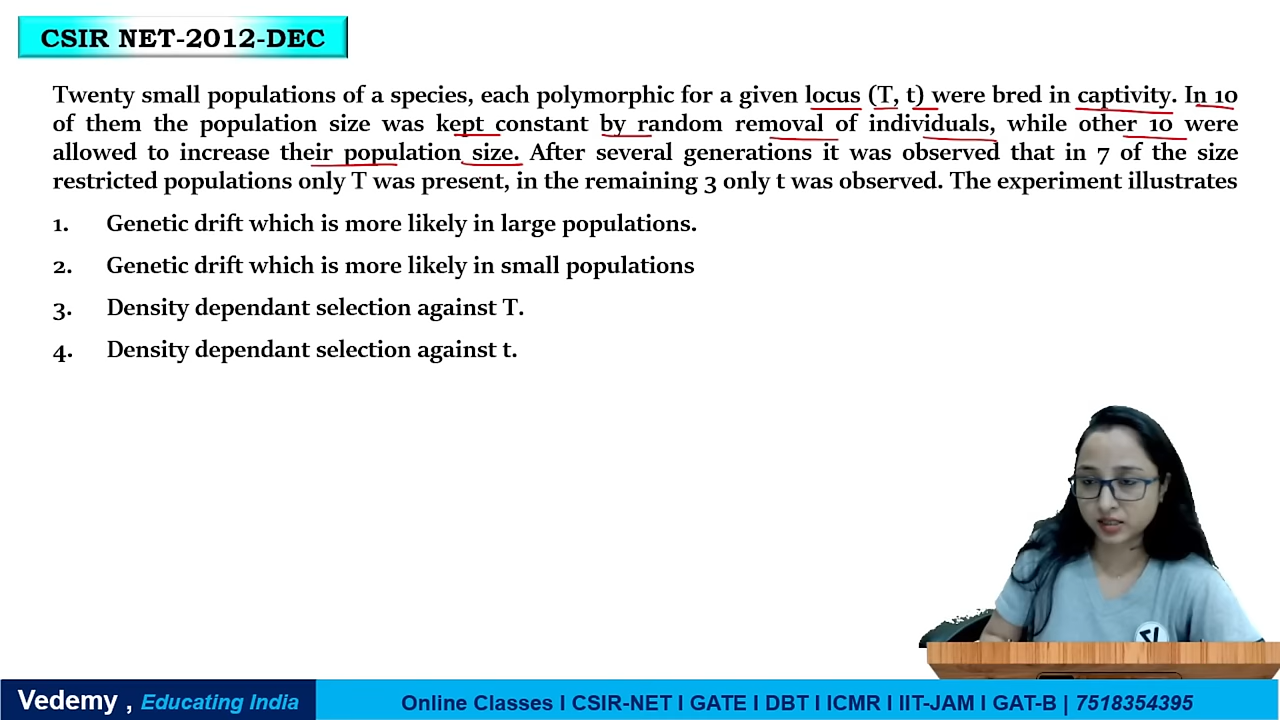 CSIR NET-2012-DEC
Twenty small populations of a species, each polymorphic for a given locus (T, t) were bred in captivity. In 10
of them the population size was kept constant by random removal of individuals, while other 10 were
allowed to increase their population size. After several generations it was observed that in 7 of the size
restricted populations only T was present, in the remaining 3 only t was observed. The experiment illustrates
1. Genetic drift which is more likely in large populations.
2. Genetic drift which is more likely in small populations
3. Density dependant selection against T.
4. Density dependant selection against t.
Vedemy , Educating India
Online Classes I CSIR-NET I GATE I DBT I ICMR I IIT-JAM I GAT-B | 7518354395